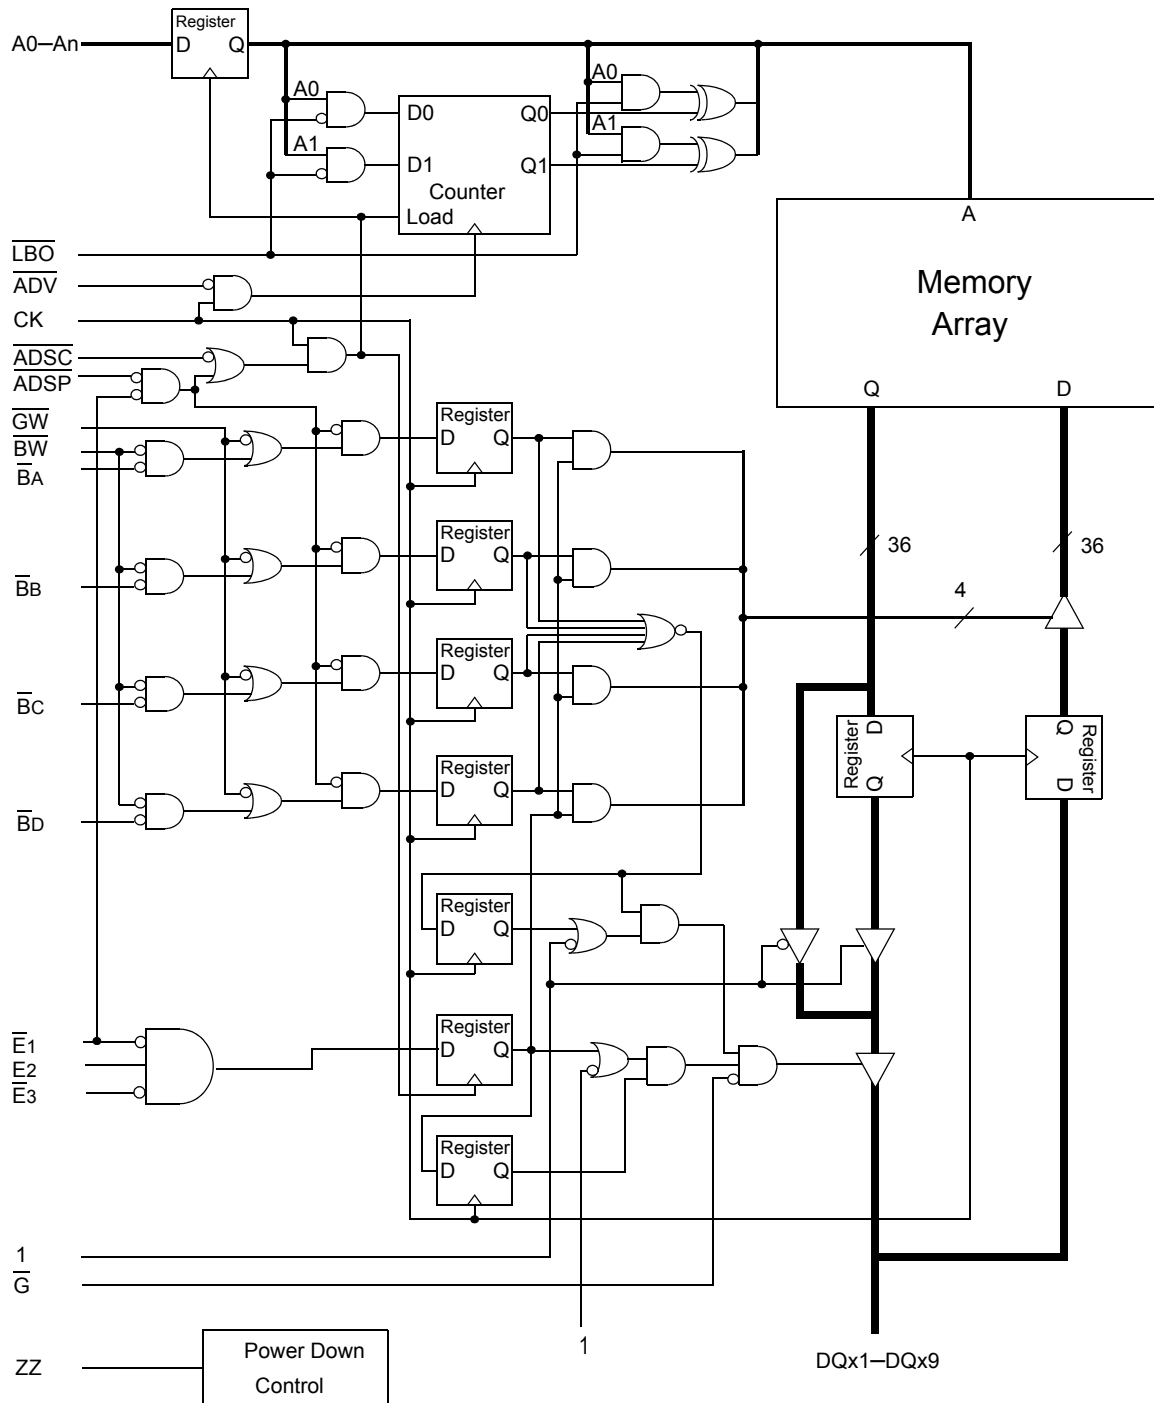 Register
A0–An
D Q
A0
A0
D0 Q0
A1
A1
D1 Q1
Counter
Load
A
LBO
ADV
CK
Memory
Array
ADSC
ADSP
Q D
GW
BW
BA
Register
D Q
Register
D Q
36 36
BB
4
Register
D Q
BC
D
Register
Q
Q
Register
D
Register
D Q
BD
Register
D Q
Register
D Q
E1
E2
E3
Register
D Q
1
G
1
DQx1–DQx9
ZZ
Power Down
Control